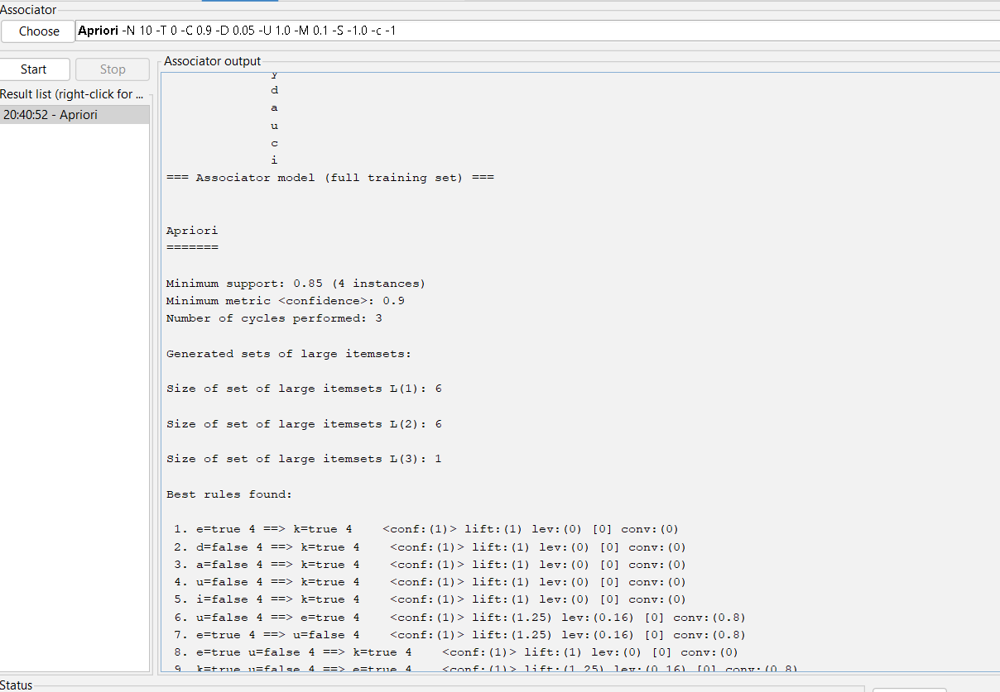 Associator
Choose Apriori -N 10 -T 0 -C 0.9 -D 0.05 -U 1.0 -M 0.1 -S -1.0 -c -1
Start Stop
Result list (right-click for ...
20:40:52 - Apriori
Associator output
y
d
a
u
c
i
=== Associator model (full training set) ===
Apriori
=======
Minimum support: 0.85 (4 instances)
Minimum metric <confidence>: 0.9
Number of cycles performed: 3
Generated sets of large itemsets:
Size of set of large itemsets L(1): 6
Size of set of large itemsets L(2): 6
Size of set of large itemsets L(3): 1
Best rules found:
1. e=true 4 ==> k=true 4 <conf:(1)> lift:(1) lev:(0) [0] conv:(0)
2. d=false 4 ==> k=true 4 <conf:(1)> lift:(1) lev:(0) [0] conv:(0)
3. a=false 4 ==> k=true 4 <conf:(1)> lift:(1) lev:(0) [0] conv:(0)
4. u=false 4 ==> k=true 4 <conf:(1)> lift:(1) lev:(0) [0] conv:(0)
5. i=false 4 ==> k=true 4 <conf:(1)> lift:(1) lev:(0) [0] conv:(0)
6. u=false 4 ==> e=true 4 <conf:(1)> lift:(1.25) lev:(0.16) [0] conv:(0.8)
7. e=true 4 ==> u=false 4 <conf:(1)> lift:(1.25) lev:(0.16) [0] conv:(0.8)
8. e=true u=false 4 ==> k=true 4 <conf:(1)> lift:(1) lev:(0) [0] conv:(0)
9. k=true u=false 4 ==> e=true 4 <conf:(1)> lift:(1.25) lev:(0.16) [0] conv:(0.8)
Status